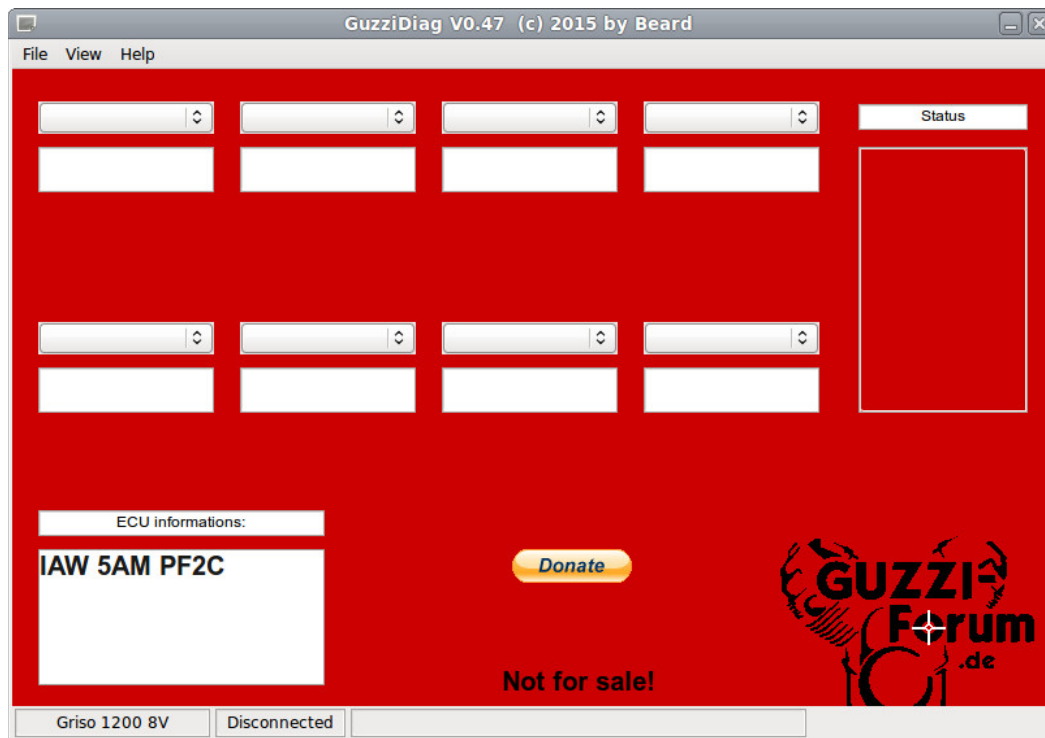 GuzziDiag V0.47 (c) 2015 by Beard
File View Help
Status
ECU informations:
IAW 5AM PF2C
Donate
GUZZI-
Forum
.de
Not for sale!
Griso 1200 8V Disconnected